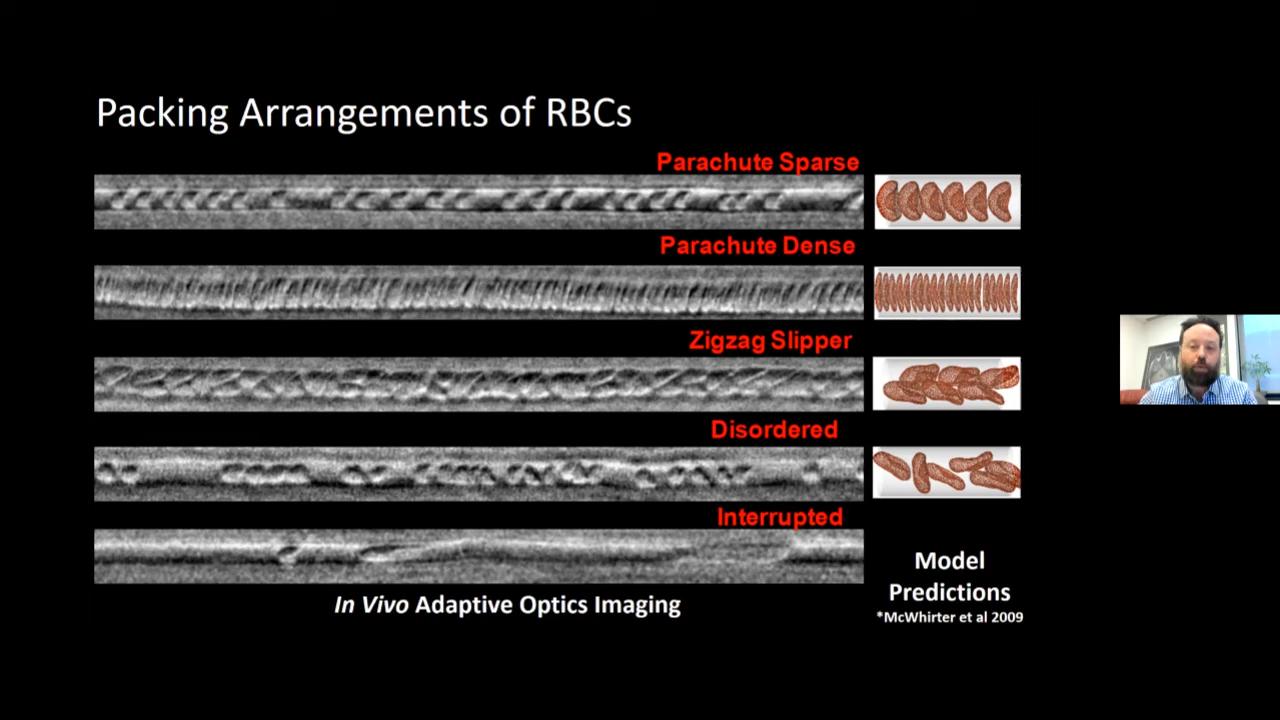 Packing Arrangements of RBCs
Parachute Sparse
Parachute Dense
Zigzag Slipper
Disordered
Interrupted
In Vivo Adaptive Optics Imaging
Model
Predictions
*McWhirter et al 2009